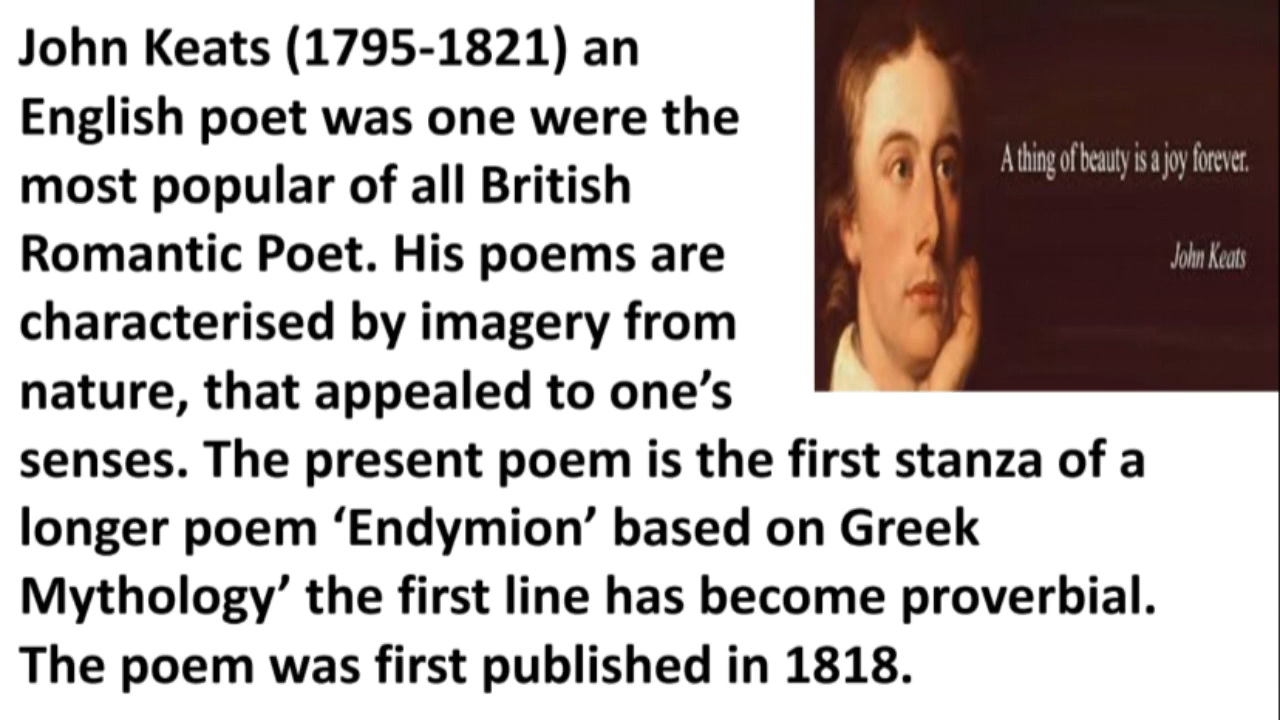 John Keats (1795-1821) an
English poet was one were the
most popular of all British
Romantic Poet. His poems are
characterised by imagery from
nature, that appealed to one’s
senses. The present poem is the first stanza of a
longer poem ‘Endymion’ based on Greek
Mythology’ the first line has become proverbial.
The poem was first published in 1818.
A thing of beauty is a joy forever.
John Keats